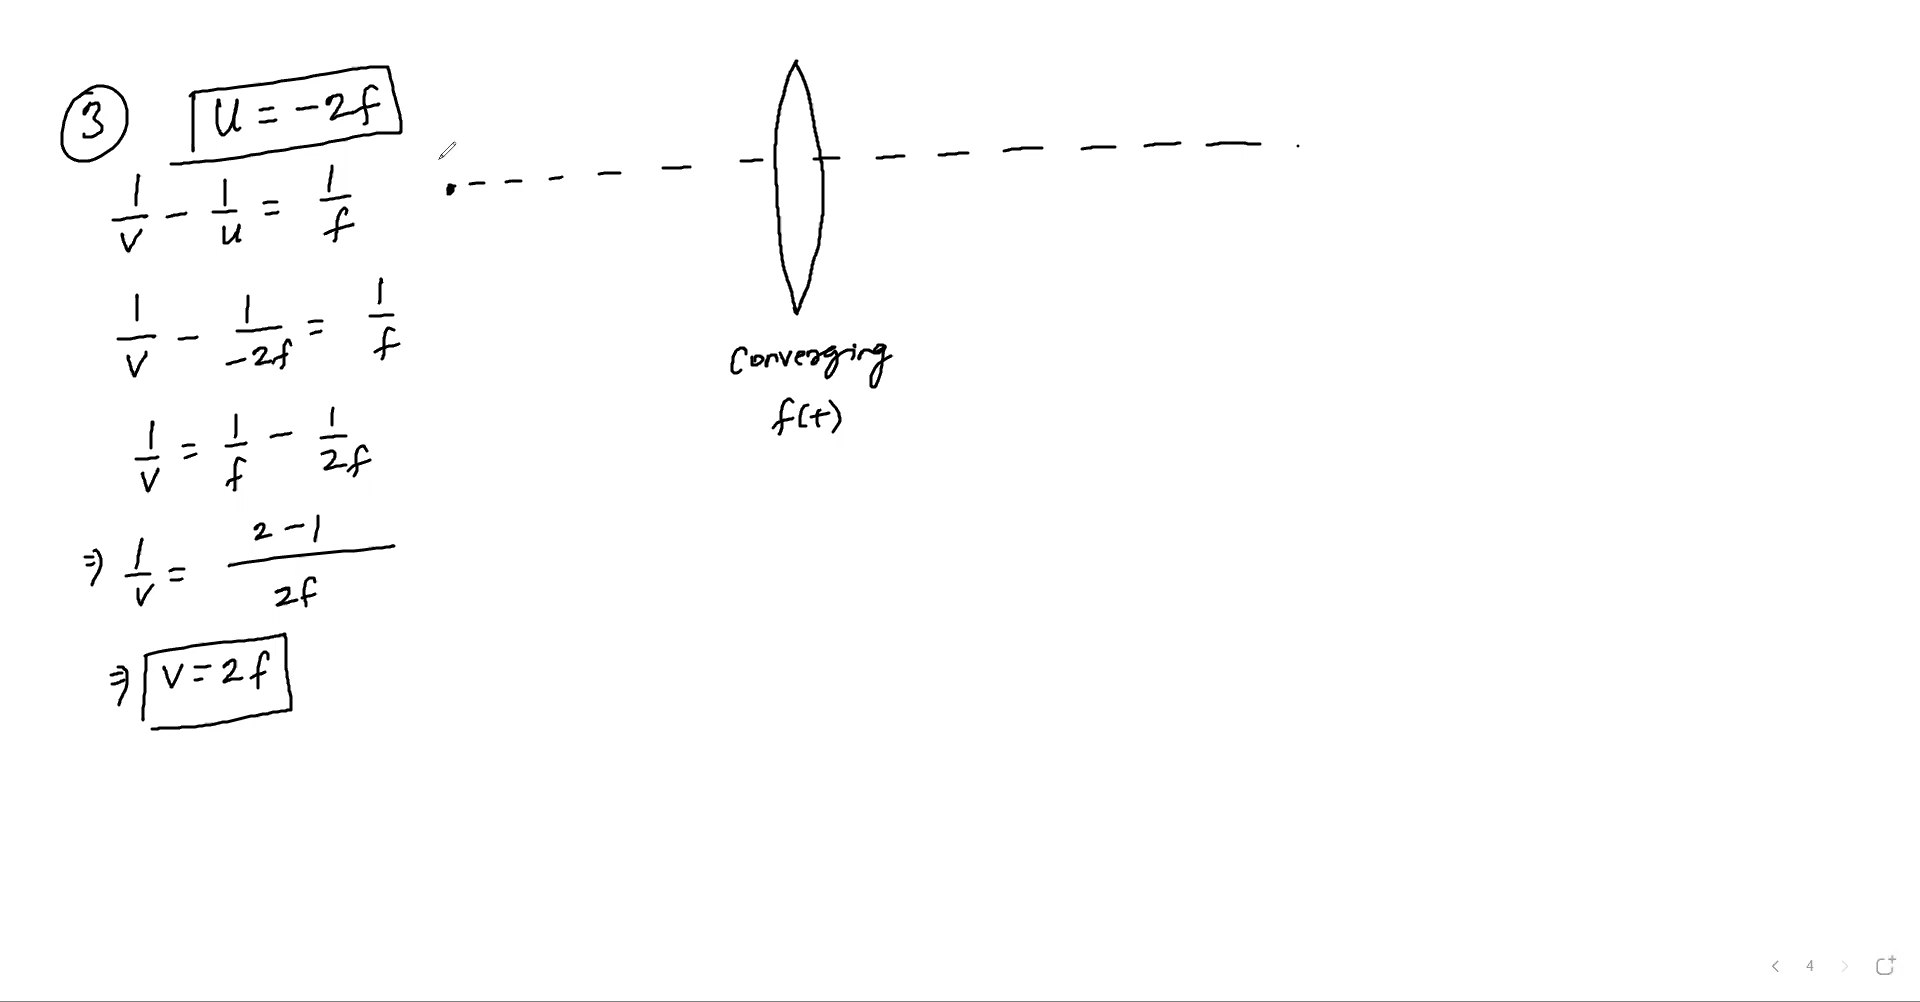 ③ u = -2f
1/v - 1/u = 1/f
1/v - 1/-2f = 1/f
1/v = 1/f - 1/2f
⇒ 1/v = 2-1/2f
⇒ v = 2f
Converging
f(+)
4